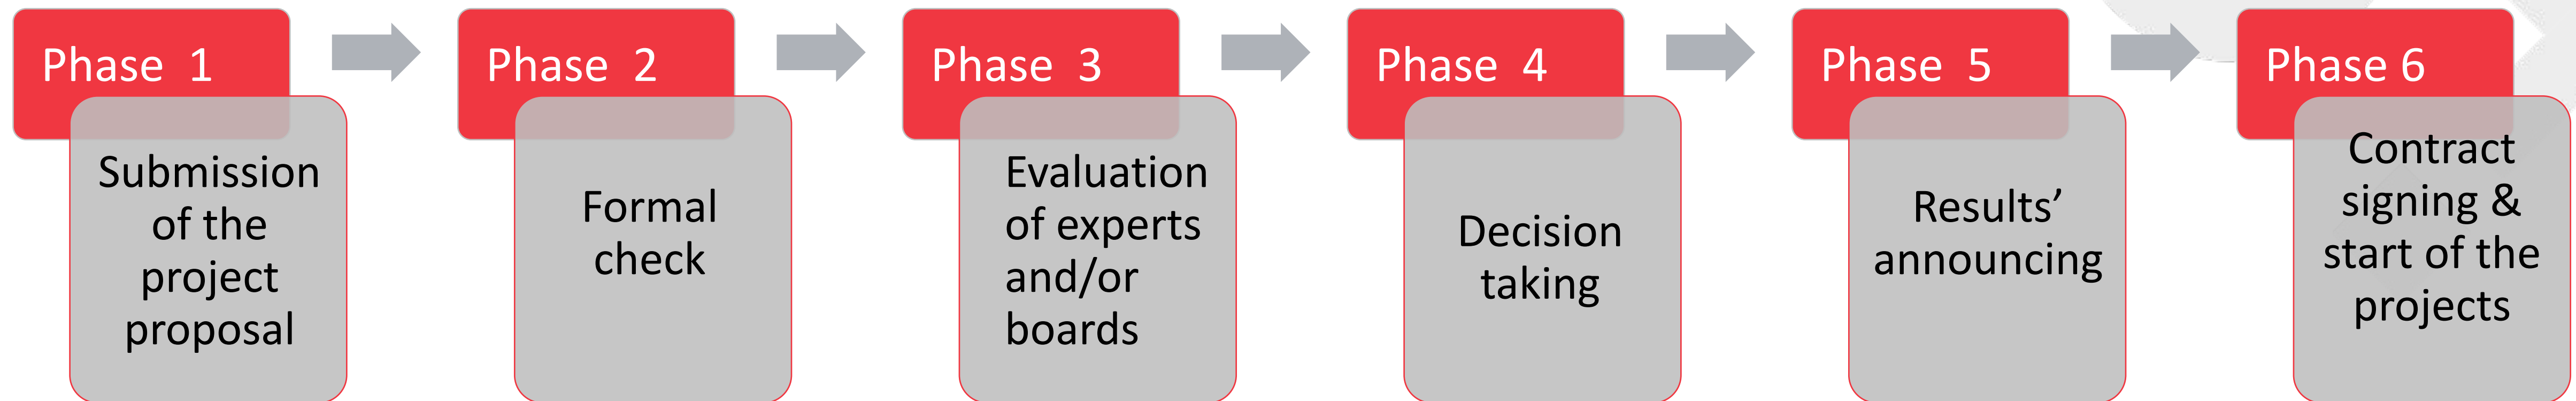 Phase 1
Submission
of the
project
proposal
Phase 2
Formal
check
Phase 3
Evaluation
of experts
and/or
boards
Phase 4
Decision
taking
Phase 5
Results’
announcing
Phase 6
Contract
signing &
start of the
projects